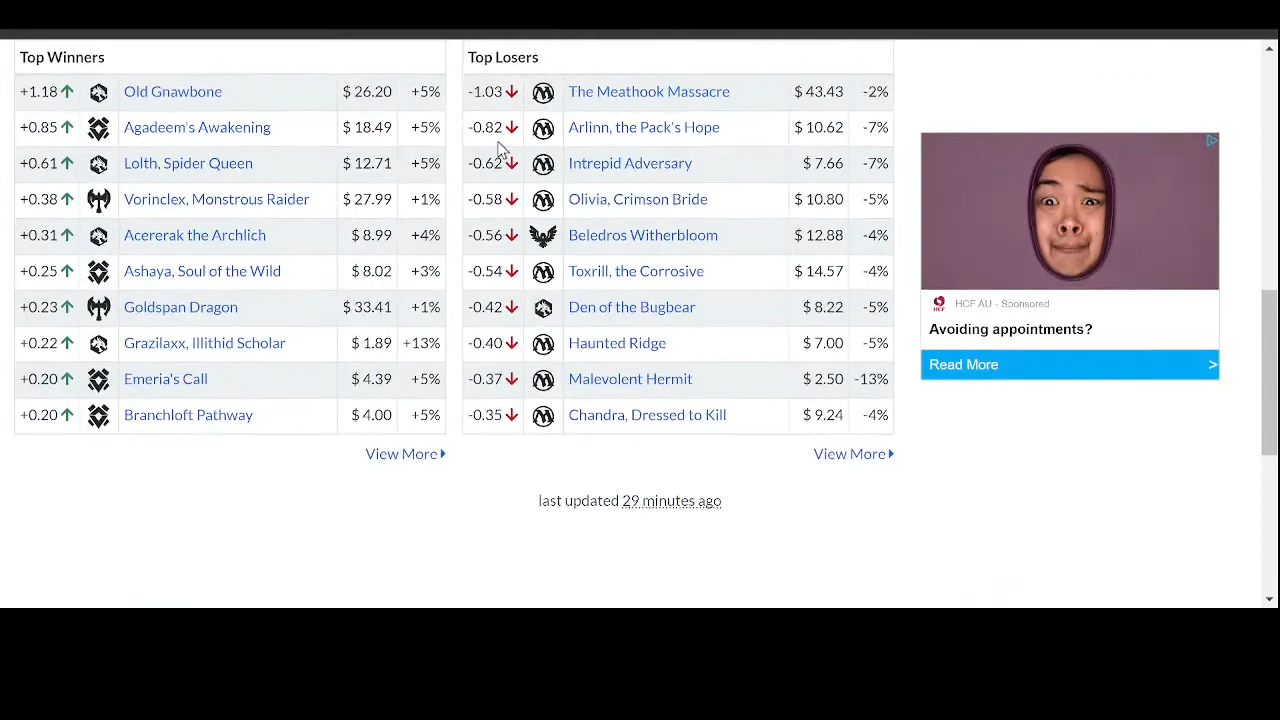 Top Winners
+1.18 Old Gnawbone $ 26.20 +5%
+0.85 Agadeem's Awakening $ 18.49 +5%
+0.61 Lolth, Spider Queen $ 12.71 +5%
+0.38 Vorinclex, Monstrous Raider $ 27.99 +1%
+0.31 Acererak the Archlich $ 8.99 +4%
+0.25 Ashaya, Soul of the Wild $ 8.02 +3%
+0.23 Goldspan Dragon $ 33.41 +1%
+0.22 Grazilaxx, Illithid Scholar $ 1.89 +13%
+0.20 Emeria's Call $ 4.39 +5%
+0.20 Branchloft Pathway $ 4.00 +5%
View More
Top Losers
-1.03 The Meathook Massacre $ 43.43 -2%
-0.82 Arlinn, the Pack's Hope $ 10.62 -7%
-0.62 Intrepid Adversary $ 7.66 -7%
-0.58 Olivia, Crimson Bride $ 10.80 -5%
-0.56 Beledros Witherbloom $ 12.88 -4%
-0.54 Toxrill, the Corrosive $ 14.57 -4%
-0.42 Den of the Bugbear $ 8.22 -5%
-0.40 Haunted Ridge $ 7.00 -5%
-0.37 Malevolent Hermit $ 2.50 -13%
-0.35 Chandra, Dressed to Kill $ 9.24 -4%
View More
last updated 29 minutes ago
HCF
HCF AU - Sponsored
Avoiding appointments?
Read More >